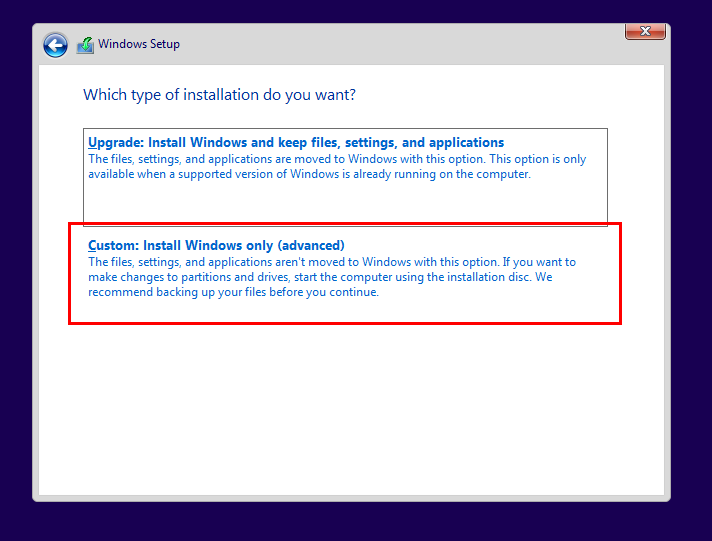 Windows Setup
Which type of installation do you want?
Upgrade: Install Windows and keep files, settings, and applications
The files, settings, and applications are moved to Windows with this option. This option is only
available when a supported version of Windows is already running on the computer.
Custom: Install Windows only (advanced)
The files, settings, and applications aren't moved to Windows with this option. If you want to
make changes to partitions and drives, start the computer using the installation disc. We
recommend backing up your files before you continue.